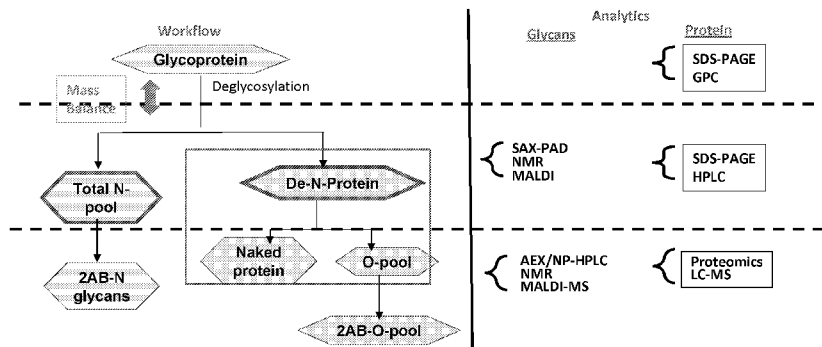 Workflow
Analytics
Glycans
Protein
Glycoprotein
SDS-PAGE
GPC
Mass
Balance
Deglycosylation
SAX-PAD
NMR
MALDI
SDS-PAGE
HPLC
Total N-
pool
De-N-Protein
Naked
protein
O-pool
2AB-N
glycans
AEX/NP-HPLC
NMR
MALDI-MS
Proteomics
LC-MS
2AB-O-pool